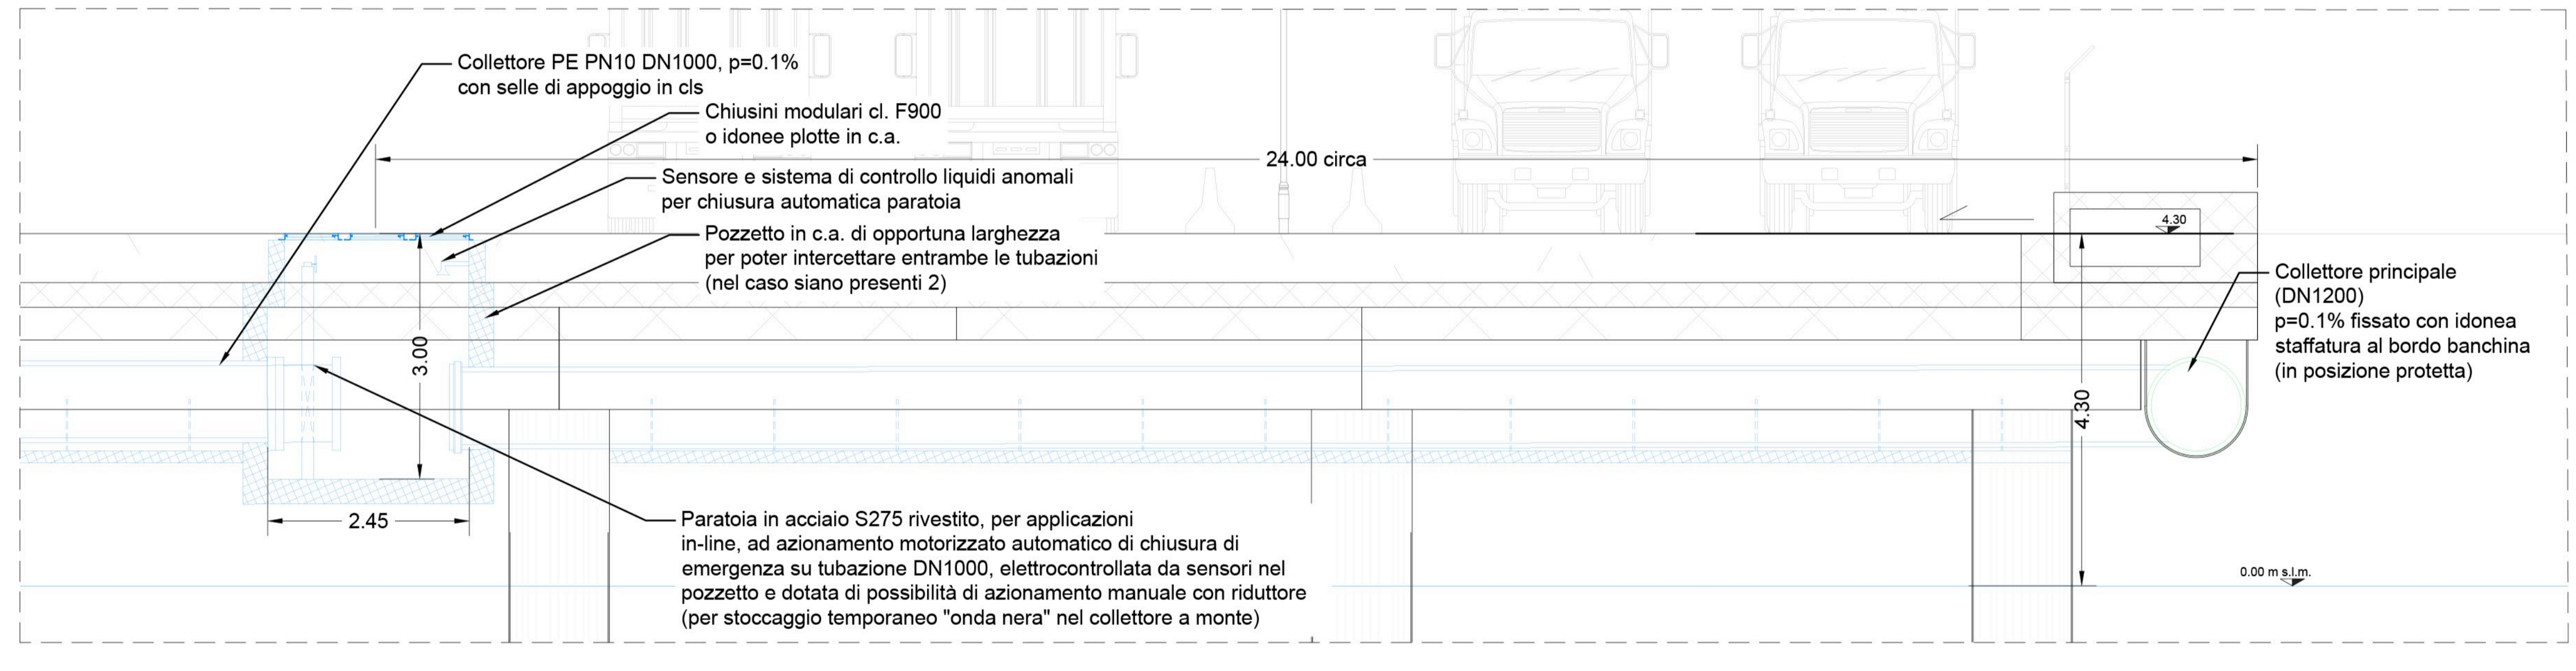 Collettore PE PN10 DN1000, p=0.1%
con selle di appoggio in cls
Chiusini modulari cl. F900
o idonee plotte in c.a.
24.00 circa
Sensore e sistema di controllo liquidi anomali
per chiusura automatica paratoia
Pozzetto in c.a. di opportuna larghezza
per poter intercettare entrambe le tubazioni
(nel caso siano presenti 2)
4.30
Collettore principale
(DN1200)
p=0.1% fissato con idonea
staffatura al bordo banchina
(in posizione protetta)
3.00
4.30
2.45
Paratoia in acciaio S275 rivestito, per applicazioni
in-line, ad azionamento motorizzato automatico di chiusura di
emergenza su tubazione DN1000, elettrocontrollata da sensori nel
pozzetto e dotata di possibilità di azionamento manuale con riduttore
(per stoccaggio temporaneo "onda nera" nel collettore a monte)
0.00 m s.l.m.